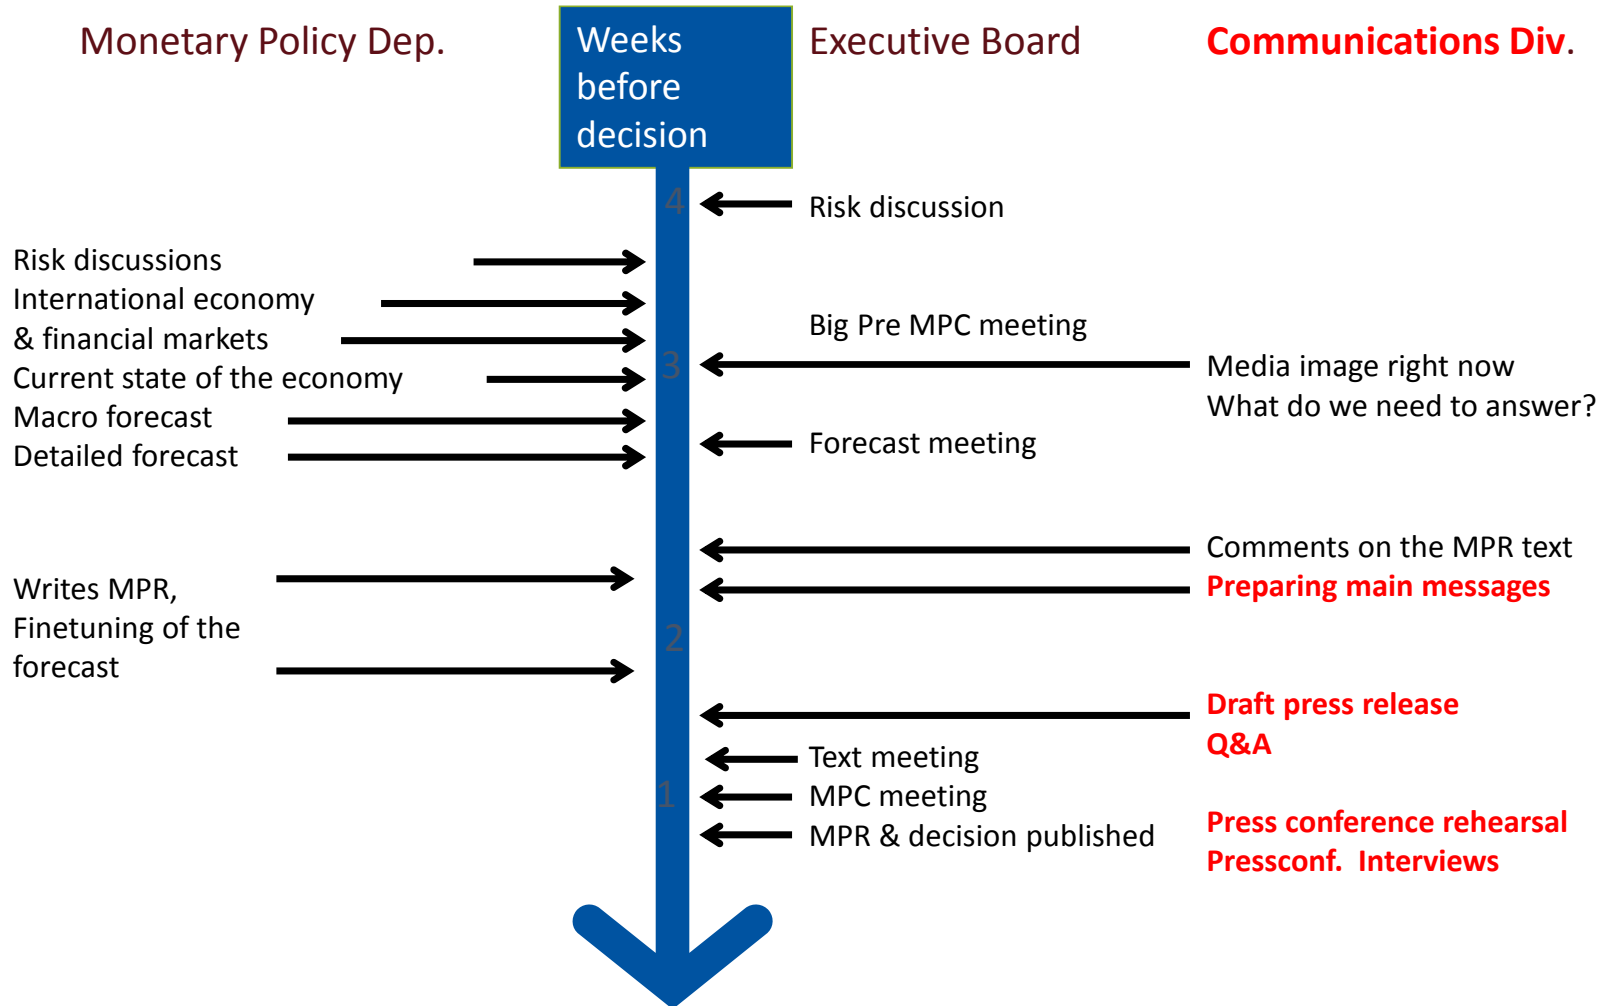 Monetary Policy Dep.
Weeks
before
decision
Executive Board
Communications Div.
4
Risk discussion
Risk discussions
International economy
& financial markets
Current state of the economy
Macro forecast
Detailed forecast
Big Pre MPC meeting
3
Media image right now
What do we need to answer?
Forecast meeting
Comments on the MPR text
Preparing main messages
Writes MPR,
Finetuning of the
forecast
2
Draft press release
Q&A
Text meeting
1
MPC meeting
MPR & decision published
Press conference rehearsal
Pressconf. Interviews